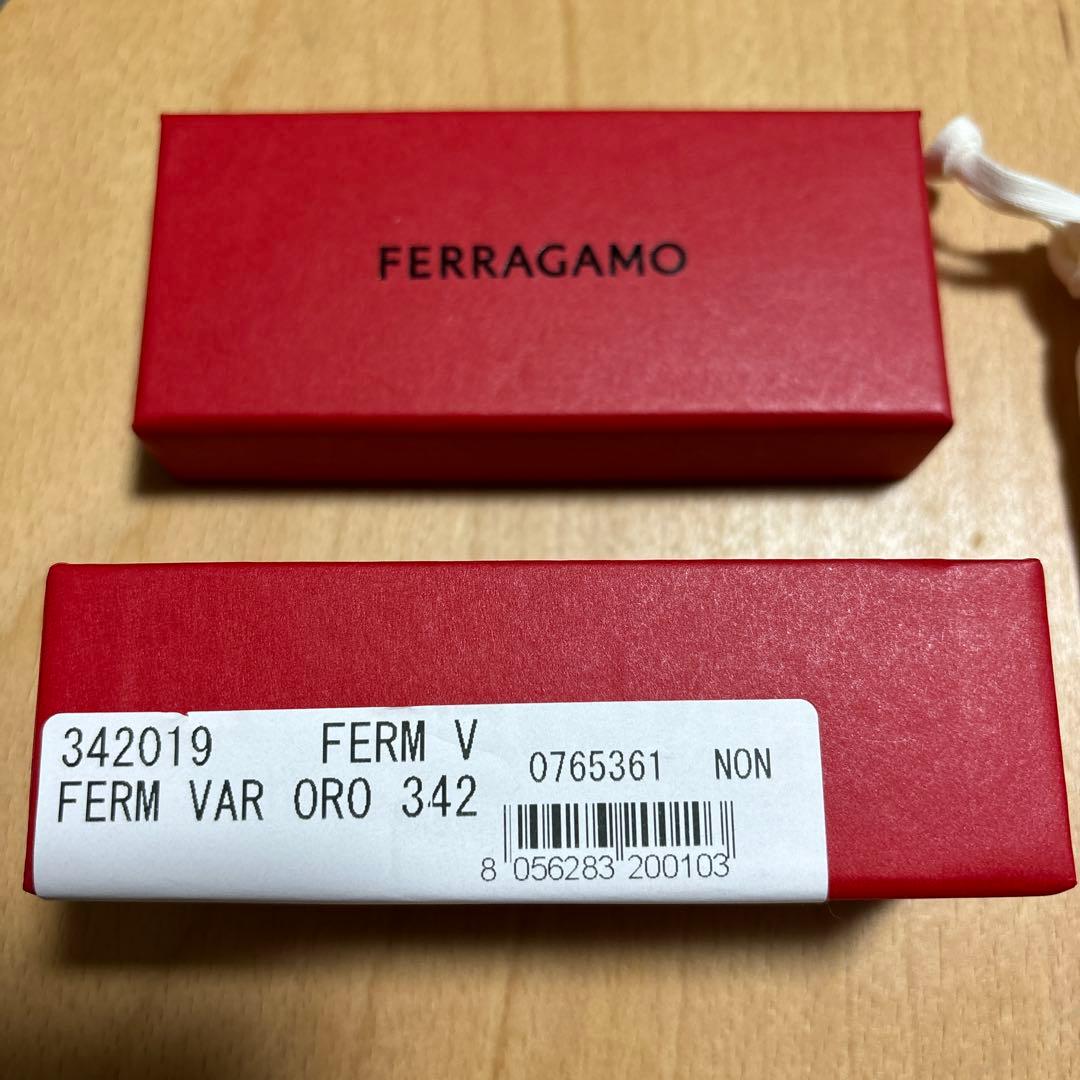 FERRAGAMO
342019 FERM V
FERM VAR ORO 342
0765361 NON
8 056283 200103